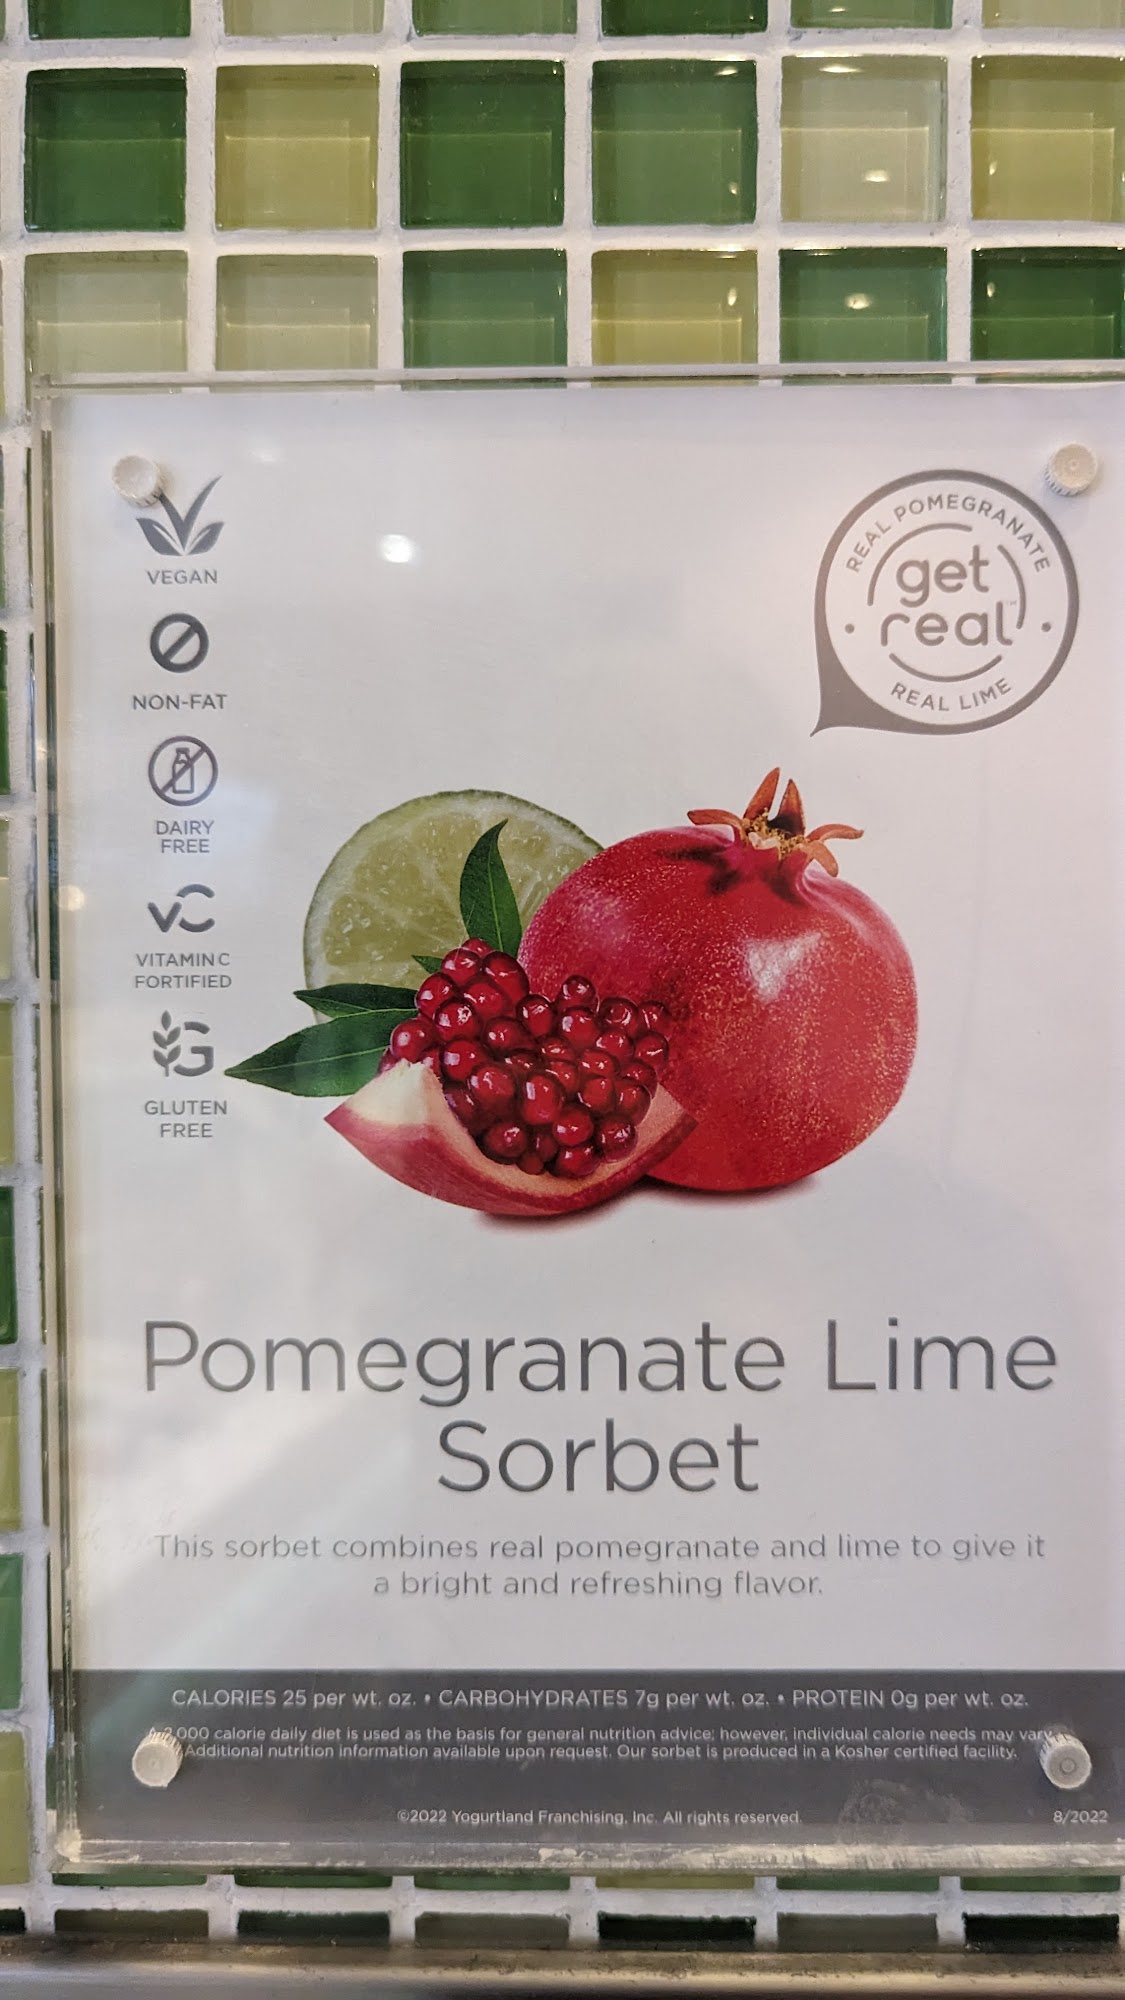 VEGAN
NON-FAT
DAIRY
FREE
VC
VITAMIN C
FORTIFIED
G
GLUTEN
FREE
REAL POMEGRANATE
get
real™
REAL LIME
Pomegranate Lime
Sorbet
This sorbet combines real pomegranate and lime to give it
a bright and refreshing flavor.
CALORIES 25 per wt. oz. • CARBOHYDRATES 7g per wt. oz. • PROTEIN 0g per wt. oz.
000 calorie daily diet is used as the basis for general nutrition advice; however, individual calorie needs may vary.
Additional nutrition information available upon request. Our sorbet is produced in a Kosher certified facility.
©2022 Yogurtland Franchising, Inc. All rights reserved.
8/2022